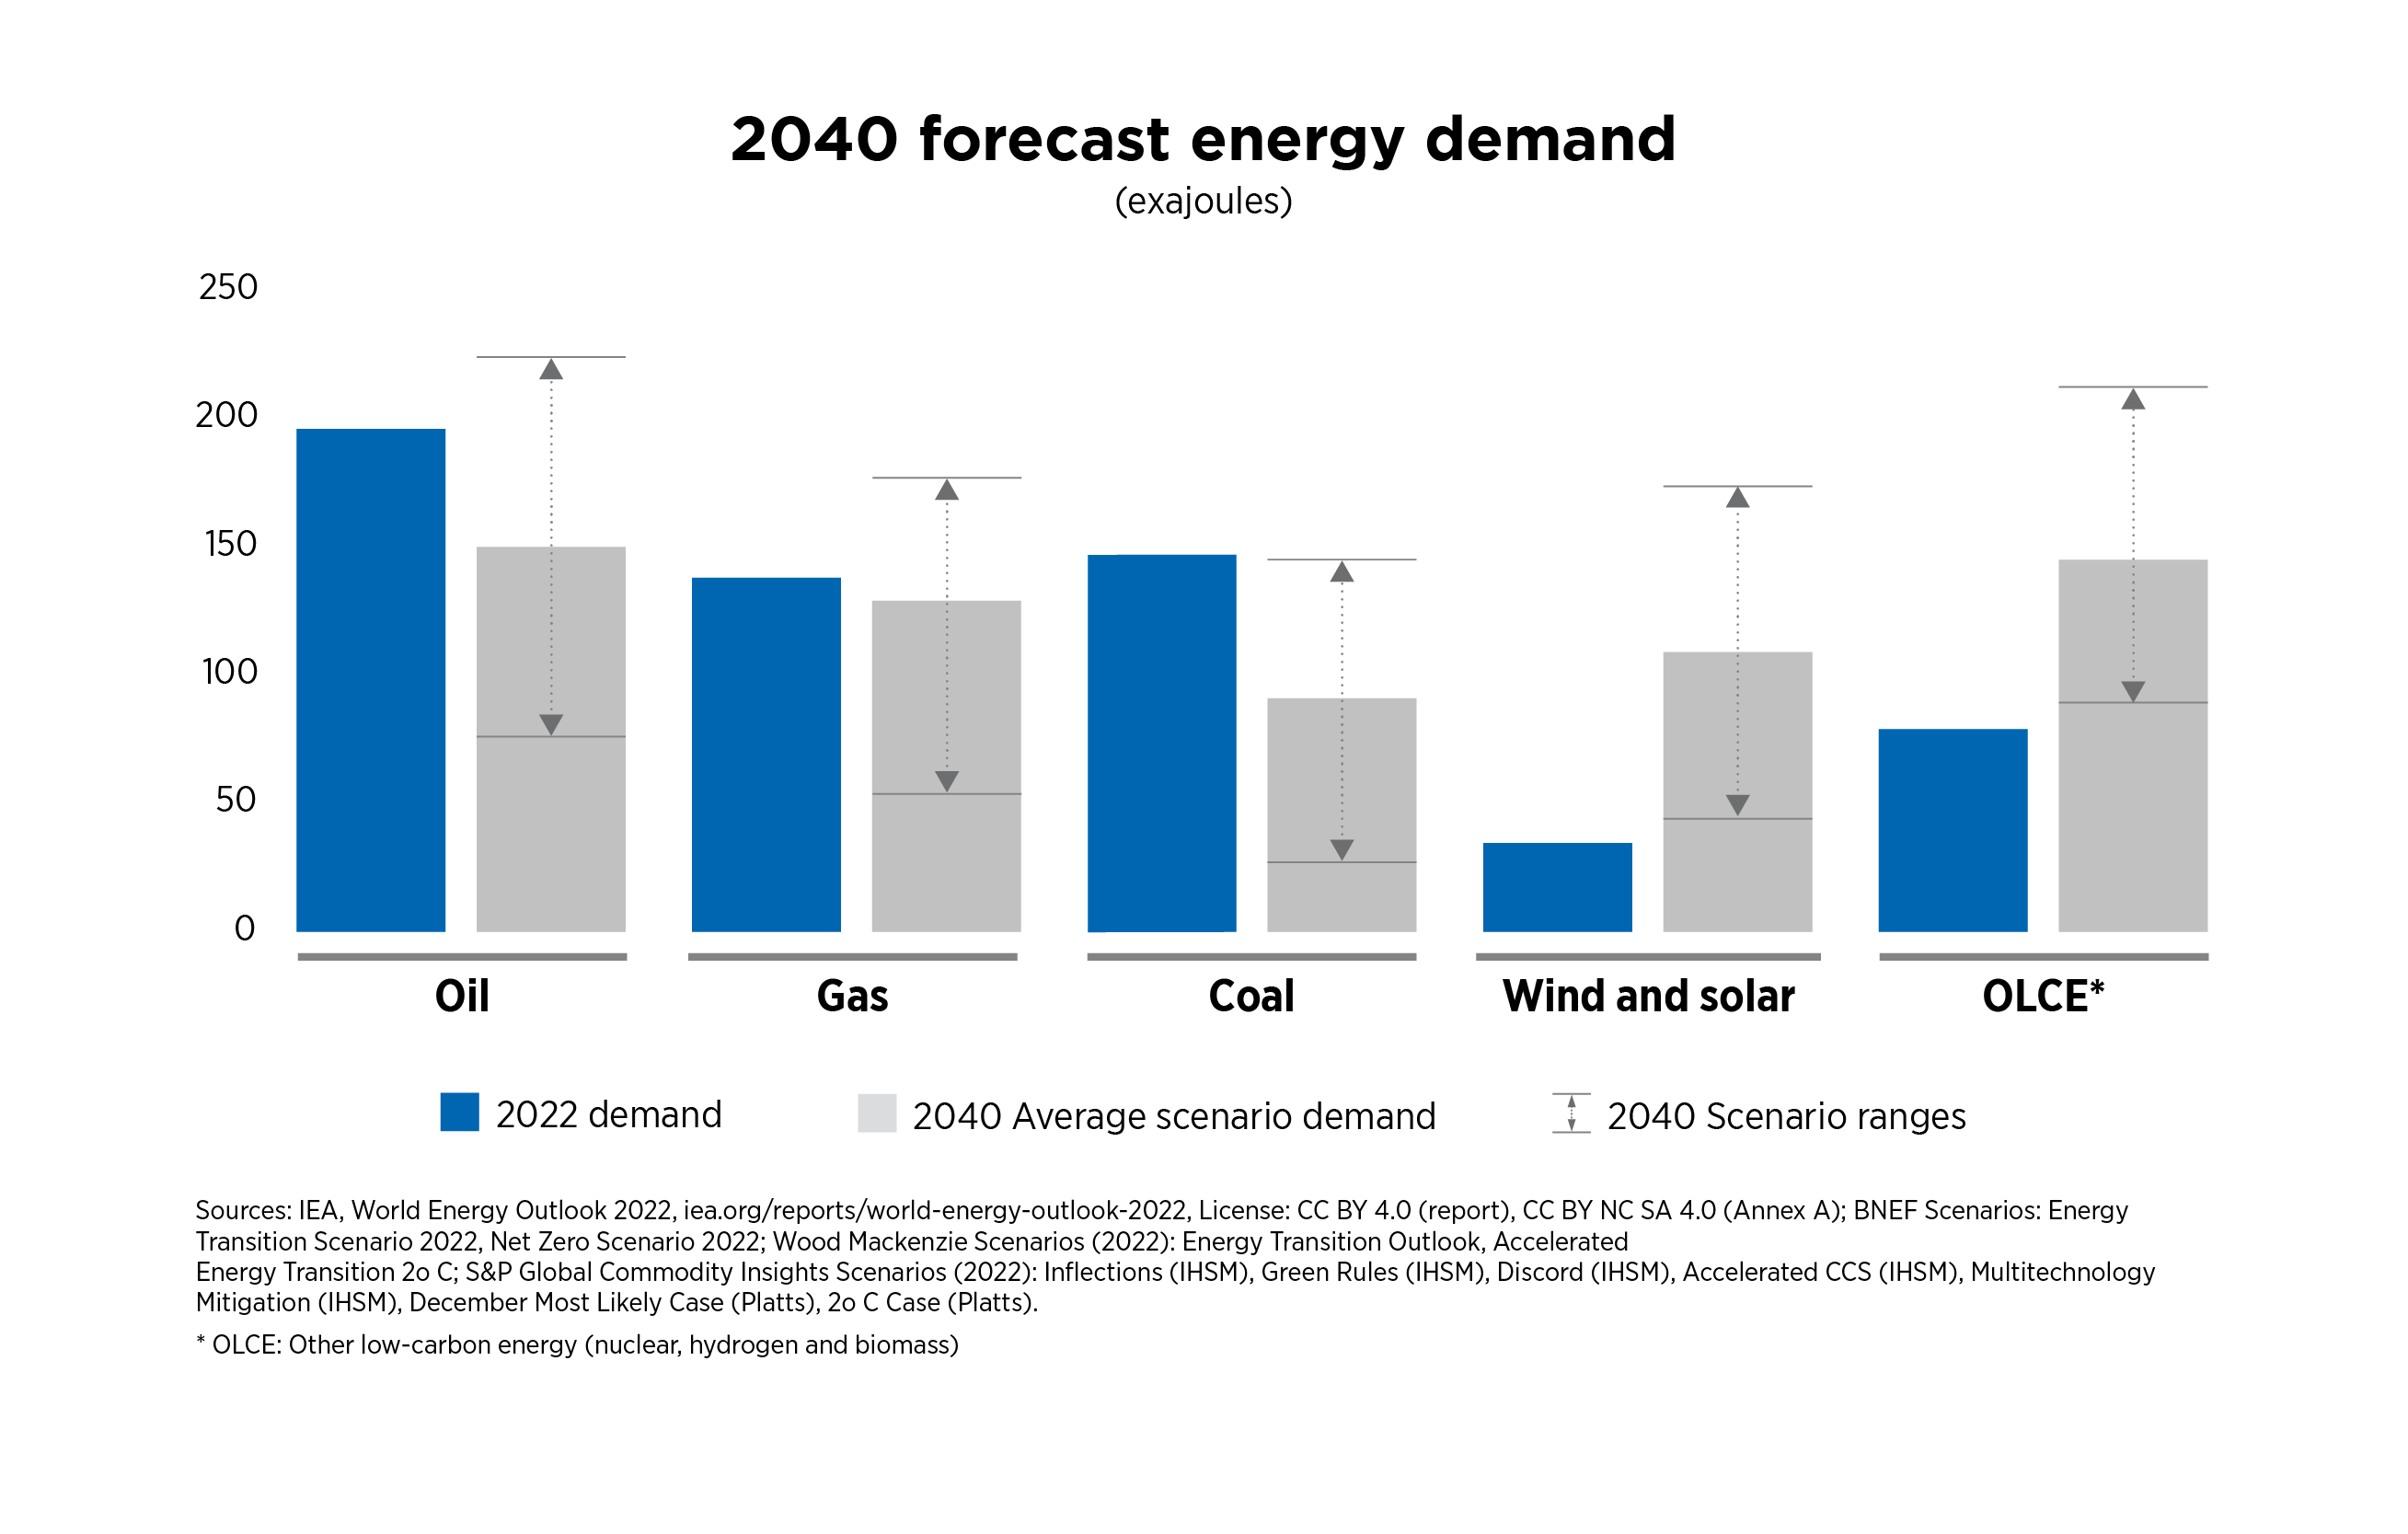 2040 forecast energy demand
(exajoules)
250
200
150
100
50
0
Oil
Gas
Coal
Wind and solar
OLCE*
2022 demand
2040 Average scenario demand
2040 Scenario ranges
Sources: IEA, World Energy Outlook 2022, iea.org/reports/world-energy-outlook-2022, License: CC BY 4.0 (report), CC BY NC SA 4.0 (Annex A); BNEF Scenarios: Energy
Transition Scenario 2022, Net Zero Scenario 2022; Wood Mackenzie Scenarios (2022): Energy Transition Outlook, Accelerated
Energy Transition 2o C; S&P Global Commodity Insights Scenarios (2022): Inflections (IHSM), Green Rules (IHSM), Discord (IHSM), Accelerated CCS (IHSM), Multitechnology
Mitigation (IHSM), December Most Likely Case (Platts), 2o C Case (Platts).
* OLCE: Other low-carbon energy (nuclear, hydrogen and biomass)